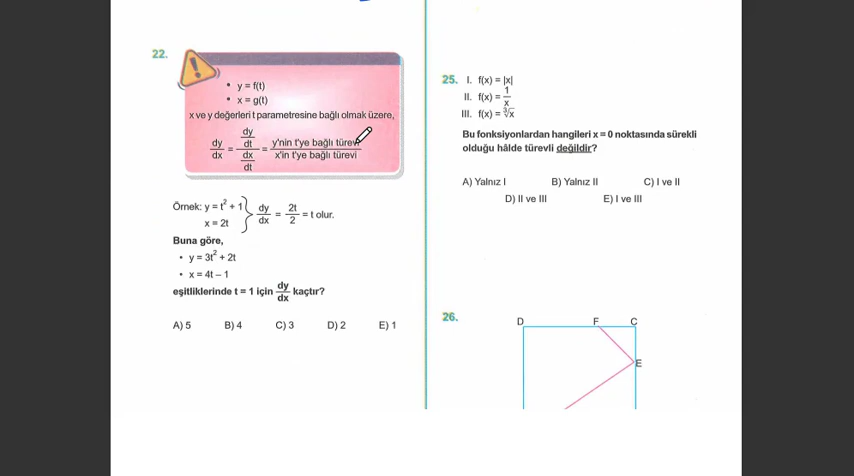 22.
• y = f(t)
• x = g(t)
x ve y değerleri t parametresine bağlı olmak üzere,
dy/dx = (dy/dt)/(dx/dt) = y'nin t'ye bağlı türevi/x'in t'ye bağlı türevi
Örnek: y = t² + 1
x = 2t
dy/dx = 2t/2 = t olur.
Buna göre,
• y = 3t² + 2t
• x = 4t – 1
eşitliklerinde t = 1 için dy/dx kaçtır?
A) 5 B) 4 C) 3 D) 2 E) 1
25. I. f(x) = |x|
II. f(x) = 1/x
III. f(x) = ∛x
Bu fonksiyonlardan hangileri x = 0 noktasında sürekli
olduğu hâlde türevli değildir?
A) Yalnız I B) Yalnız II C) I ve II
D) II ve III E) I ve III
26.
D F C
E